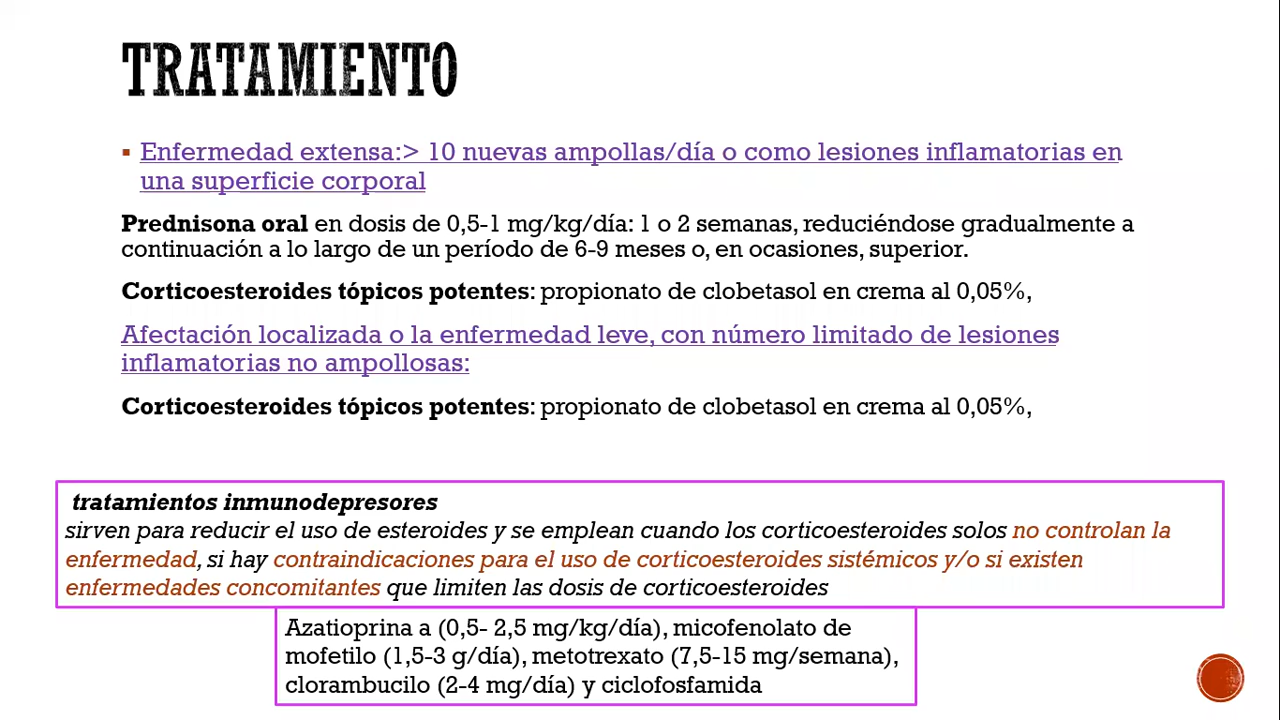 TRATAMIENTO
▪ Enfermedad extensa:> 10 nuevas ampollas/día o como lesiones inflamatorias en
una superficie corporal
Prednisona oral en dosis de 0,5-1 mg/kg/día: 1 o 2 semanas, reduciéndose gradualmente a
continuación a lo largo de un período de 6-9 meses o, en ocasiones, superior.
Corticoesteroides tópicos potentes: propionato de clobetasol en crema al 0,05%,
Afectación localizada o la enfermedad leve, con número limitado de lesiones
inflamatorias no ampollosas:
Corticoesteroides tópicos potentes: propionato de clobetasol en crema al 0,05%,
tratamientos inmunodepresores
sirven para reducir el uso de esteroides y se emplean cuando los corticoesteroides solos no controlan la
enfermedad, si hay contraindicaciones para el uso de corticoesteroides sistémicos y/o si existen
enfermedades concomitantes que limiten las dosis de corticoesteroides
Azatioprina a (0,5- 2,5 mg/kg/día), micofenolato de
mofetilo (1,5-3 g/día), metotrexato (7,5-15 mg/semana),
clorambucilo (2-4 mg/día) y ciclofosfamida